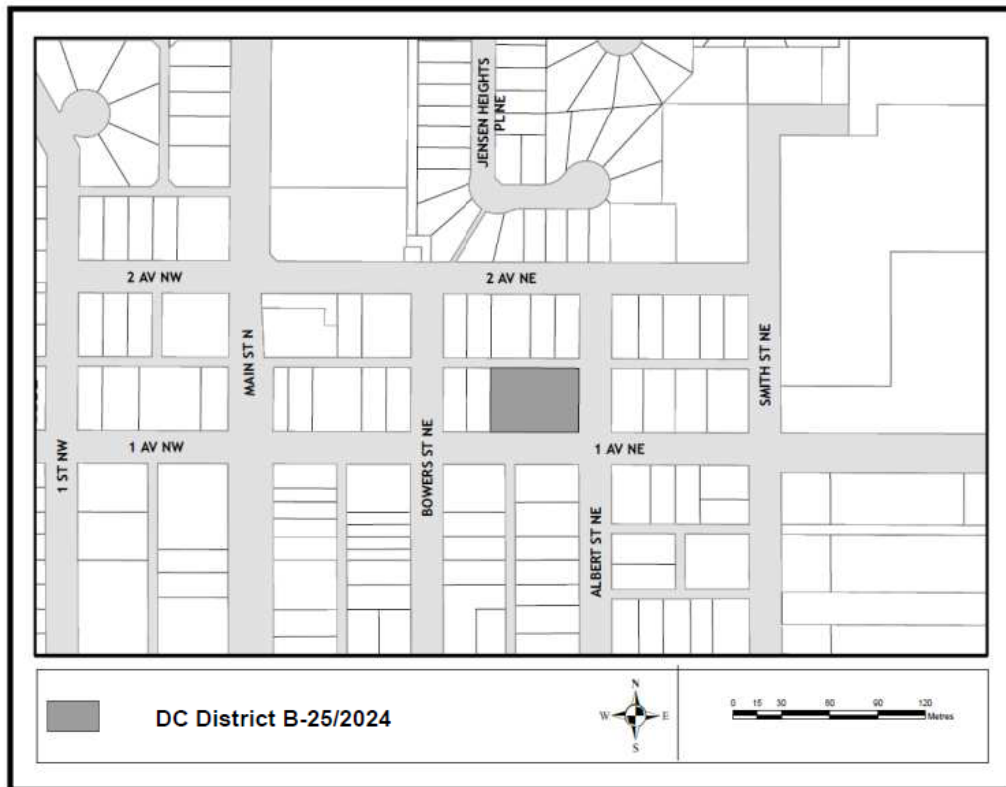 JENSEN HEIGHTS
PL NE
2 AV NW
2 AV NE
MAIN ST N
SMITH ST NE
1 AV NW
1 AV NE
1 ST NW
BOWERS ST NE
ALBERT ST NE
DC District B-25/2024
N
W E
S
0 15 30 60 90 120
Metres